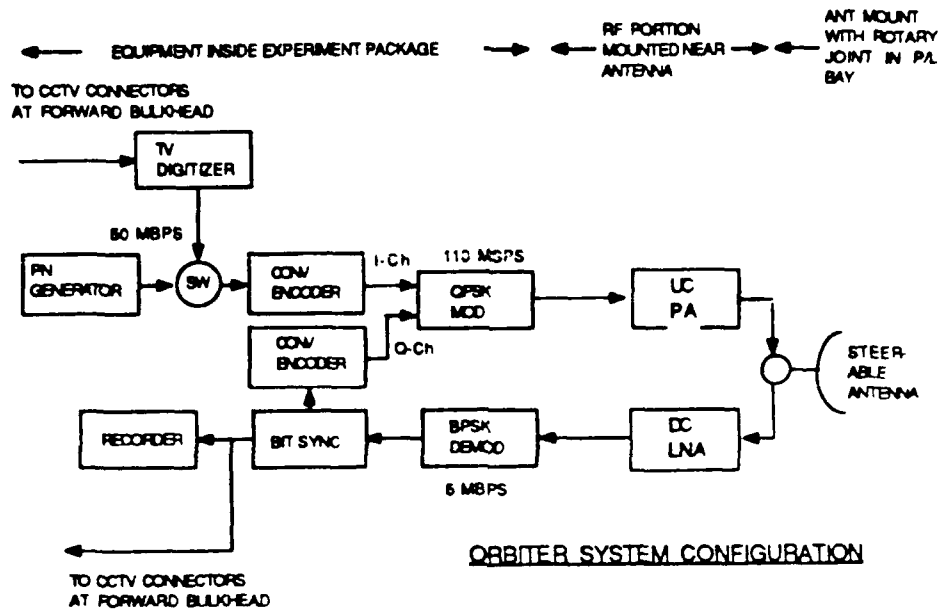 EQUIPMENT INSIDE EXPERIMENT PACKAGE
RF PORTION
MOUNTED NEAR
ANTENNA
ANT MOUNT
WITH ROTARY
JOINT IN P/L
BAY
TO CCTV CONNECTORS
AT FORWARD BULKHEAD
TV
DIGITIZER
50 MBPS
PN
GENERATOR
SW
CONV
ENCODER
I-Ch
110 MSPS
QPSK
MOD
UC
PA
CONV
ENCODER
Q-Ch
STEER-
ABLE
ANTENNA
RECORDER
BIT SYNC
BPSK
DEMOD
DC
LNA
5 MBPS
ORBITER SYSTEM CONFIGURATION
TO CCTV CONNECTORS
AT FORWARD BULKHEAD